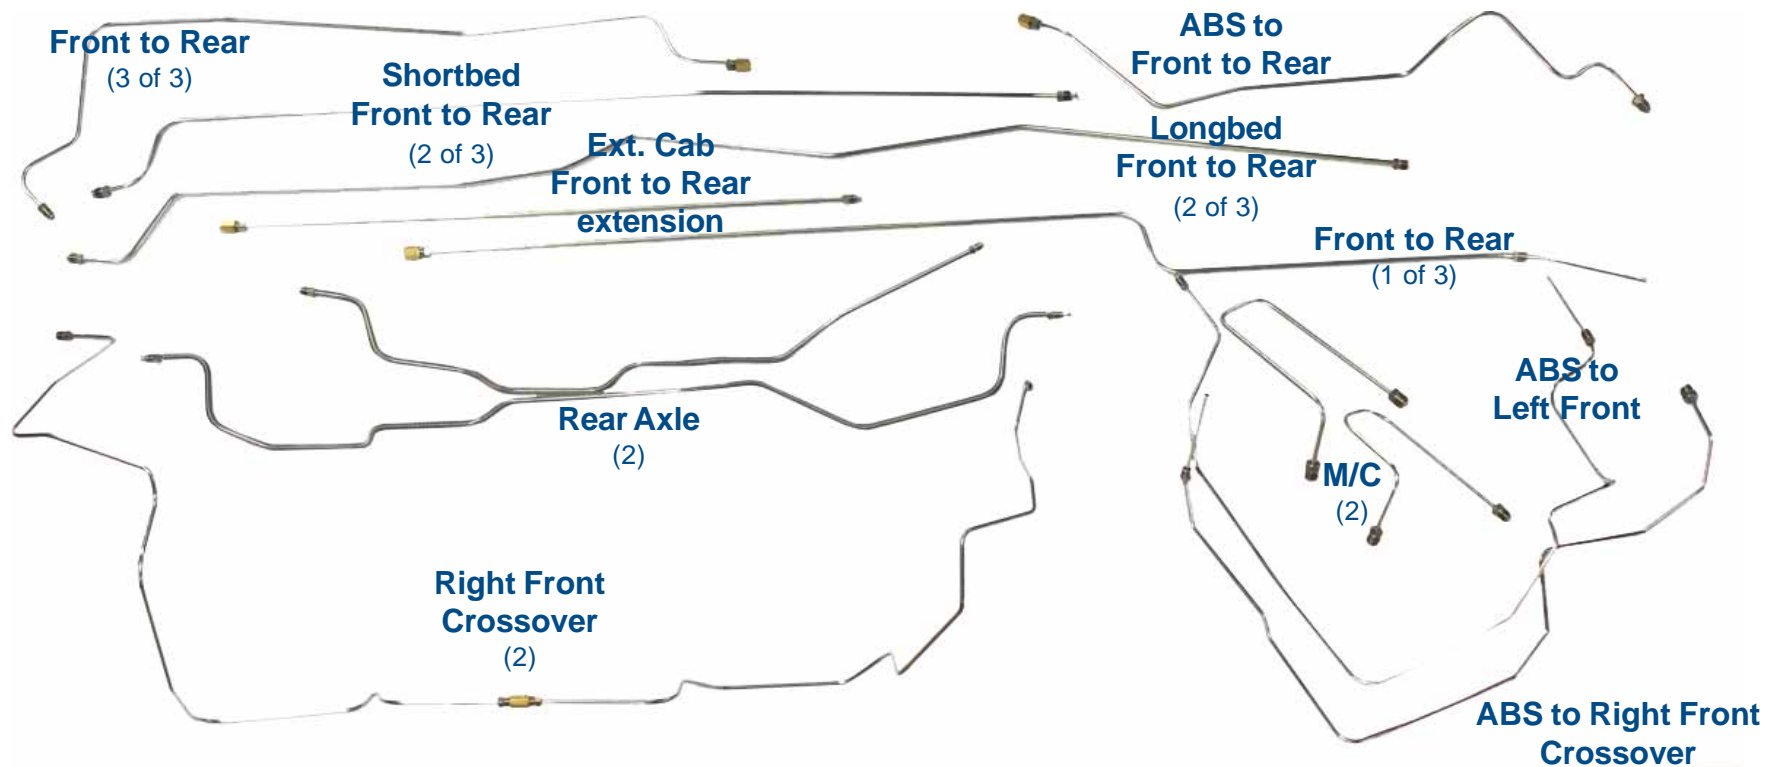 Front to Rear
(3 of 3)
Shortbed
Front to Rear
(2 of 3)
ABS to
Front to Rear
Ext. Cab
Front to Rear
extension
Longbed
Front to Rear
(2 of 3)
Front to Rear
(1 of 3)
ABS to
Left Front
Rear Axle
(2)
M/C
(2)
Right Front
Crossover
(2)
ABS to Right Front
Crossover